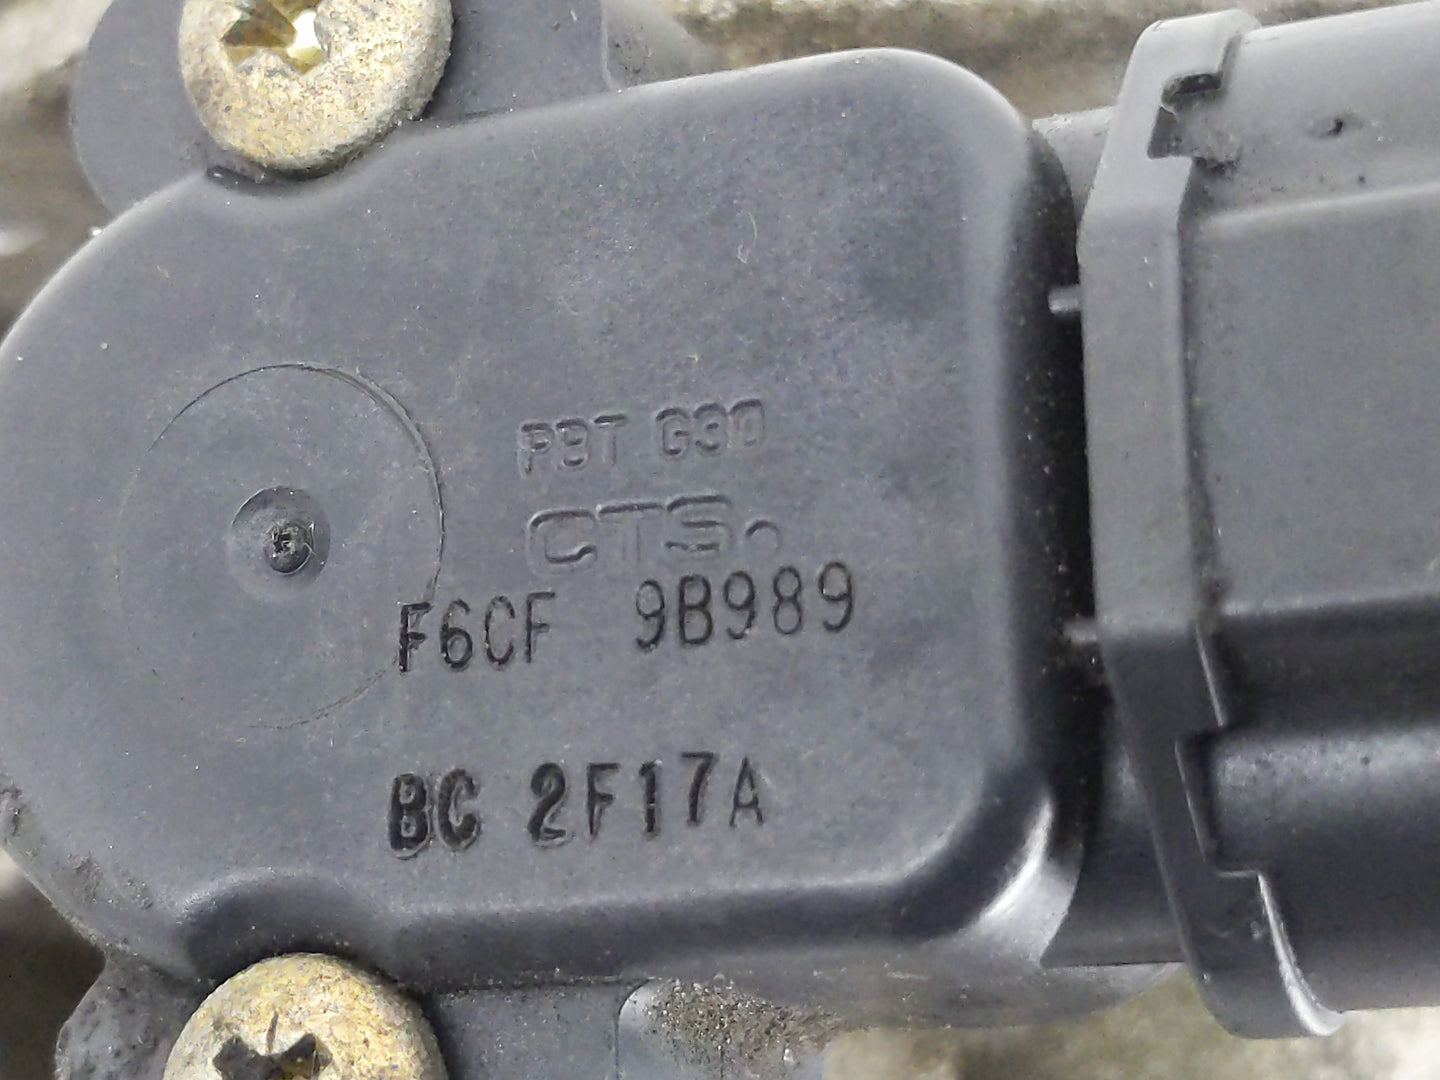 PBT G30
CTS.
F6CF 9B989
BC 2F17A